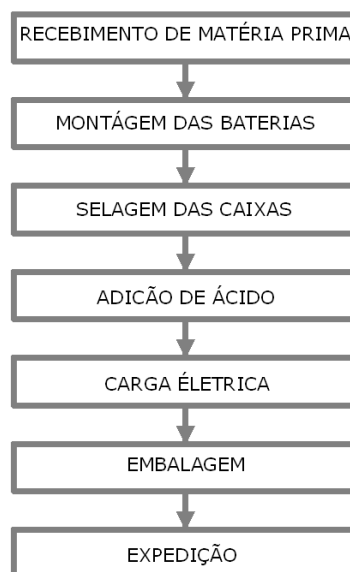 RECEBIMENTO DE MATÉRIA PRIMA
MONTÁGEM DAS BATERIAS
SELAGEM DAS CAIXAS
ADICÃO DE ÁCIDO
CARGA ÉLETRICA
EMBALAGEM
EXPEDIÇÃO